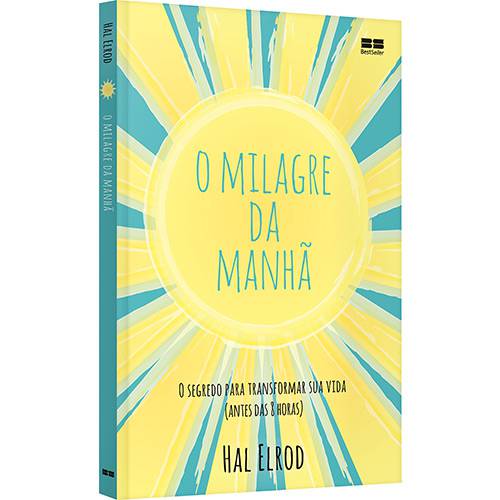 HAL ELROD
O MILAGRE DA MANHÃ
BestSeller
O MILAGRE
DA
MANHÃ
O SEGREDO PARA TRANSFORMAR SUA VIDA
(ANTES DAS 8 HORAS)
HAL ELROD